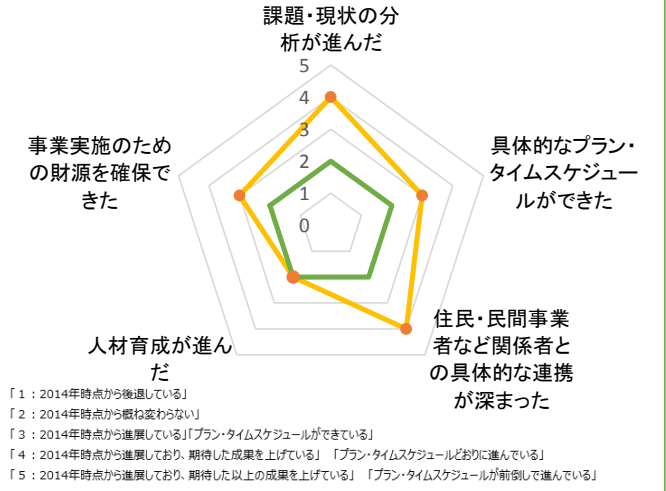 課題・現状の分
析が進んだ
5
4
3
2
1
0
具体的なプラン・
タイムスケジュー
ルができた
住民・民間事業
者など関係者と
の具体的な連携
が深まった
人材育成が進ん
だ
事業実施のため
の財源を確保で
きた
「1：2014年時点から後退している」
「2：2014年時点から概ね変わらない」
「3：2014年時点から進展している」「プラン・タイムスケジュールができている」
「4：2014年時点から進展しており、期待した成果を上げている」 「プラン・タイムスケジュールどおりに進んでいる」
「5：2014年時点から進展しており、期待した以上の成果を上げている」 「プラン・タイムスケジュールが前倒しで進んでいる」